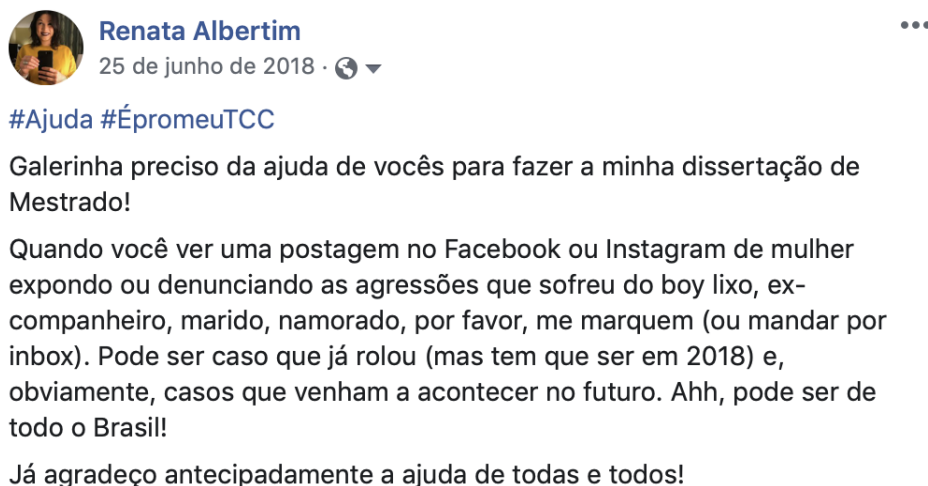 Renata Albertim
25 de junho de 2018 ·
#Ajuda #ÉpromeuTCC
Galerinha preciso da ajuda de vocês para fazer a minha dissertação de
Mestrado!
Quando você ver uma postagem no Facebook ou Instagram de mulher
expondo ou denunciando as agressões que sofreu do boy lixo, ex-
companheiro, marido, namorado, por favor, me marquem (ou mandar por
inbox). Pode ser caso que já rolou (mas tem que ser em 2018) e,
obviamente, casos que venham a acontecer no futuro. Ahh, pode ser de
todo o Brasil!
Já agradeço antecipadamente a ajuda de todas e todos!